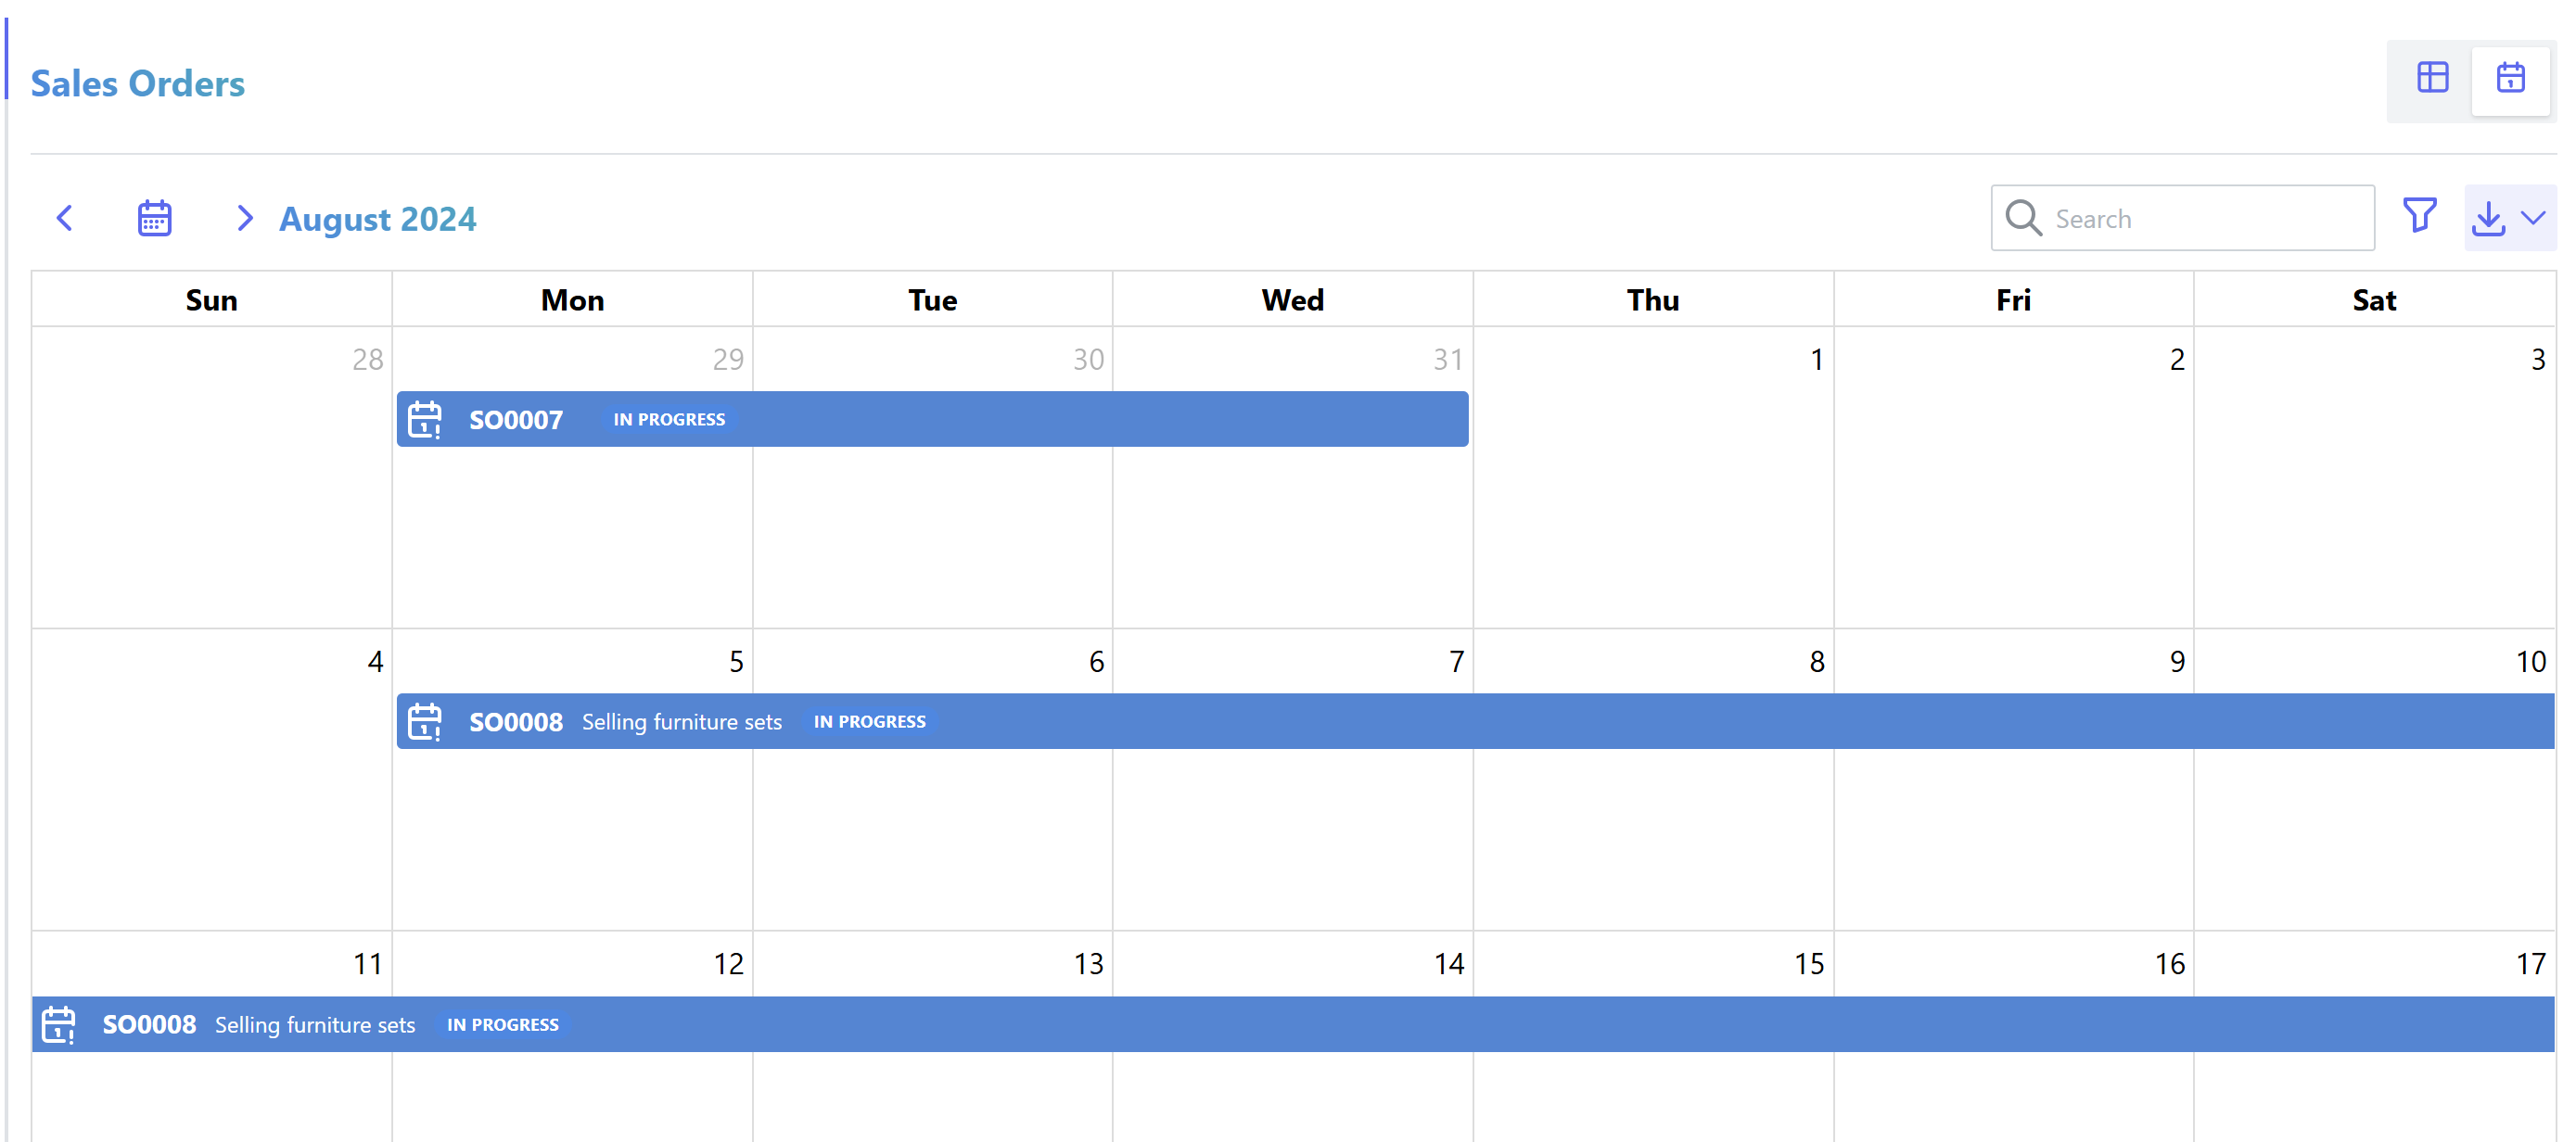 Sales Orders
August 2024
Search
Sun Mon Tue Wed Thu Fri Sat
28 29 30 31 1 2 3
SO0007 IN PROGRESS
4 5 6 7 8 9 10
SO0008 Selling furniture sets IN PROGRESS
11 12 13 14 15 16 17
SO0008 Selling furniture sets IN PROGRESS